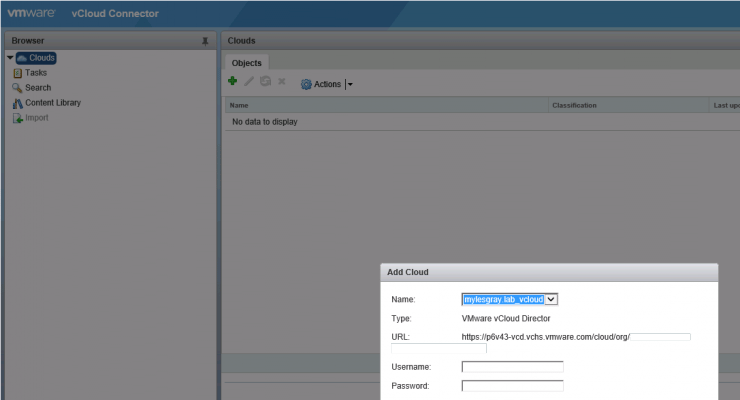 vmware vCloud Connector
Browser
Clouds
Tasks
Search
Content Library
Import
Clouds
Objects
Actions
Name Classification Last upd
No data to display
Add Cloud
Name: mylesgray.lab_vcloud
Type: VMware vCloud Director
URL: https://p6v43-vcd.vchs.vmware.com/cloud/org/
Username:
Password: